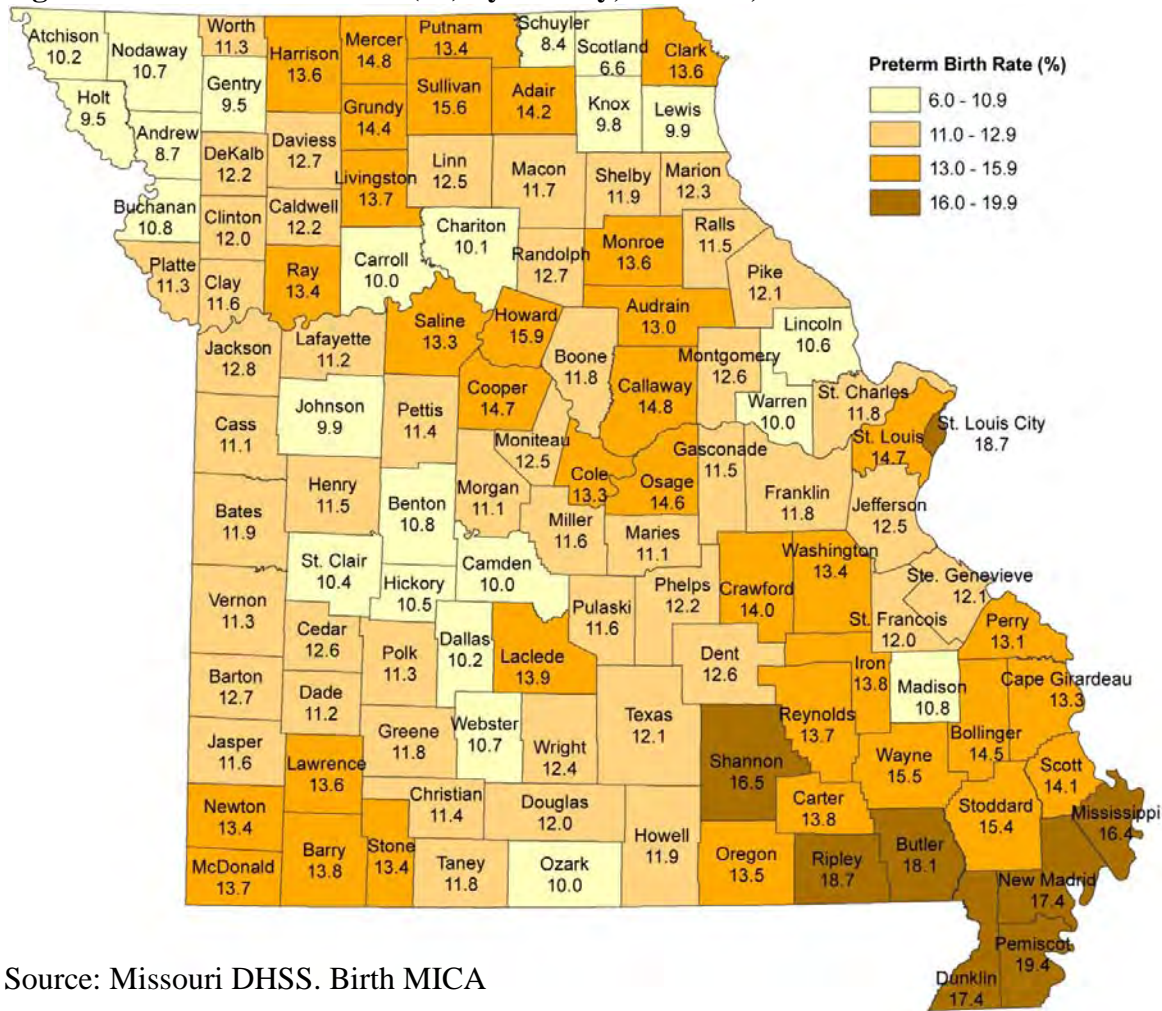 Schuyler
8.4
Atchison
10.2
Nodaway
10.7
Worth
11.3
Harrison
13.6
Mercer
14.8
Putnam
13.4
Scotland
6.6
Clark
13.6
Preterm Birth Rate (%)
6.0 - 10.9
11.0 - 12.9
13.0 - 15.9
16.0 - 19.9
Holt
9.5
Gentry
9.5
Sullivan
15.6
Adair
14.2
Knox
9.8
Lewis
9.9
Andrew
8.7
Grundy
14.4
DeKalb
12.2
Daviess
12.7
Livingston
13.7
Linn
12.5
Macon
11.7
Shelby
11.9
Marion
12.3
Buchanan
10.8
Clinton
12.0
Caldwell
12.2
Chariton
10.1
Monroe
13.6
Ralls
11.5
Platte
11.3
Clay
11.6
Ray
13.4
Carroll
10.0
Randolph
12.7
Pike
12.1
Audrain
13.0
Saline
13.3
Howard
15.9
Lincoln
10.6
Jackson
12.8
Lafayette
11.2
Boone
11.8
Callaway
14.8
Montgomery
12.6
Warren
10.0
St. Charles
11.8
Cass
11.1
Johnson
9.9
Pettis
11.4
Cooper
14.7
Moniteau
12.5
St. Louis
14.7
St. Louis City
18.7
Cole
13.3
Osage
14.6
Gasconade
11.5
Franklin
11.8
Jefferson
12.5
Bates
11.9
Henry
11.5
Benton
10.8
Morgan
11.1
Miller
11.6
Maries
11.1
St. Clair
10.4
Hickory
10.5
Camden
10.0
Pulaski
11.6
Phelps
12.2
Crawford
14.0
Washington
13.4
Ste. Genevieve
12.1
St. Francois
12.0
Perry
13.1
Vernon
11.3
Cedar
12.6
Polk
11.3
Dallas
10.2
Laclede
13.9
Dent
12.6
Iron
13.8
Madison
10.8
Cape Girardeau
13.3
Barton
12.7
Dade
11.2
Greene
11.8
Webster
10.7
Wright
12.4
Texas
12.1
Shannon
16.5
Reynolds
13.7
Wayne
15.5
Bollinger
14.5
Scott
14.1
Jasper
11.6
Lawrence
13.6
Christian
11.4
Douglas
12.0
Howell
11.9
Carter
13.8
Stoddard
15.4
Mississippi
16.4
Newton
13.4
McDonald
13.7
Barry
13.8
Stone
13.4
Taney
11.8
Ozark
10.0
Oregon
13.5
Ripley
18.7
Butler
18.1
New Madrid
17.4
Pemiscot
19.4
Dunklin
17.4
Source: Missouri DHSS. Birth MICA